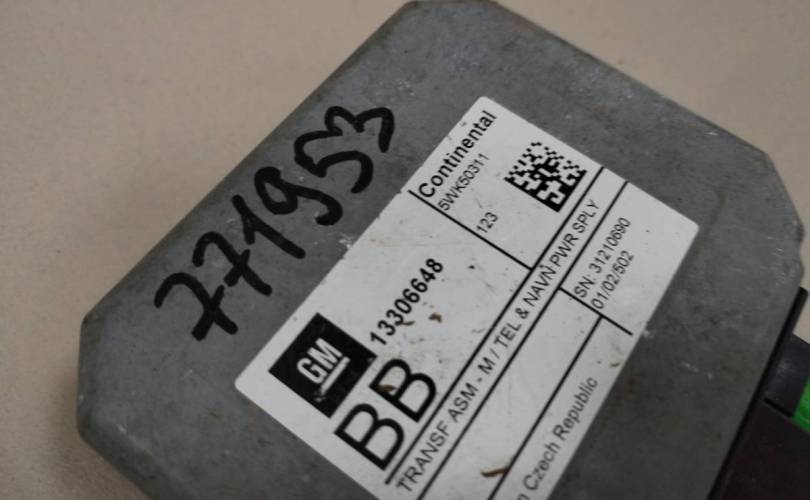 771953
Continental
5WK50311
123
GM
13306648
BB
TRANSF ASM - M / TEL & NAVN PWR SPLY
SN: 31210690
01/02/502
Czech Republic